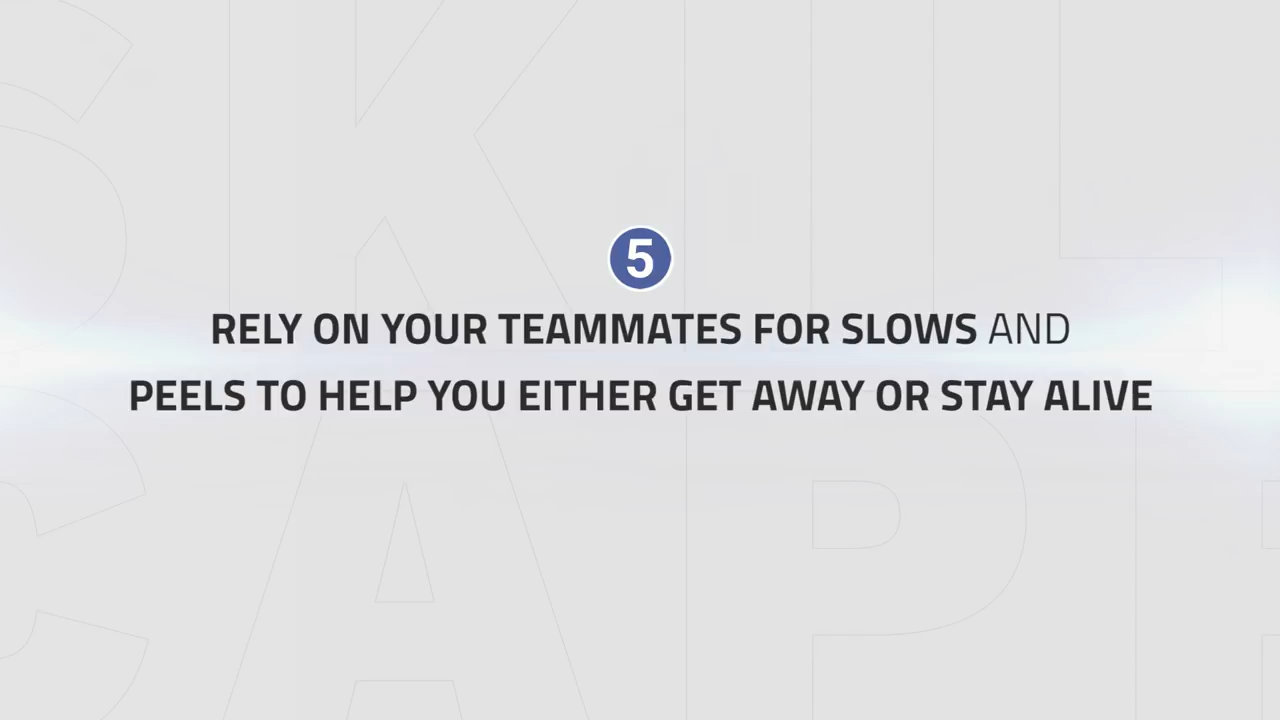 5
RELY ON YOUR TEAMMATES FOR SLOWS AND
PEELS TO HELP YOU EITHER GET AWAY OR STAY ALIVE